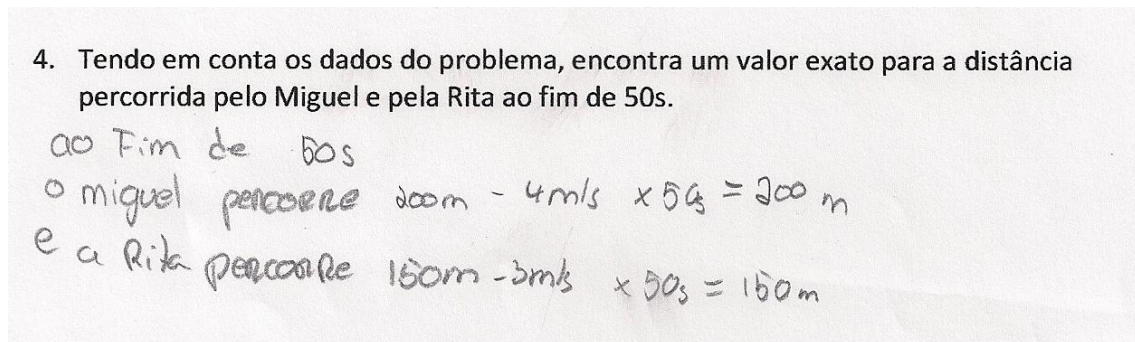 4. Tendo em conta os dados do problema, encontra um valor exato para a distância
percorrida pelo Miguel e pela Rita ao fim de 50s.
ao Fim de 50s
o miguel percorre 200m - 4m/s x 50s = 200 m
e a Rita percorre 150m - 3m/s x 50s = 150m